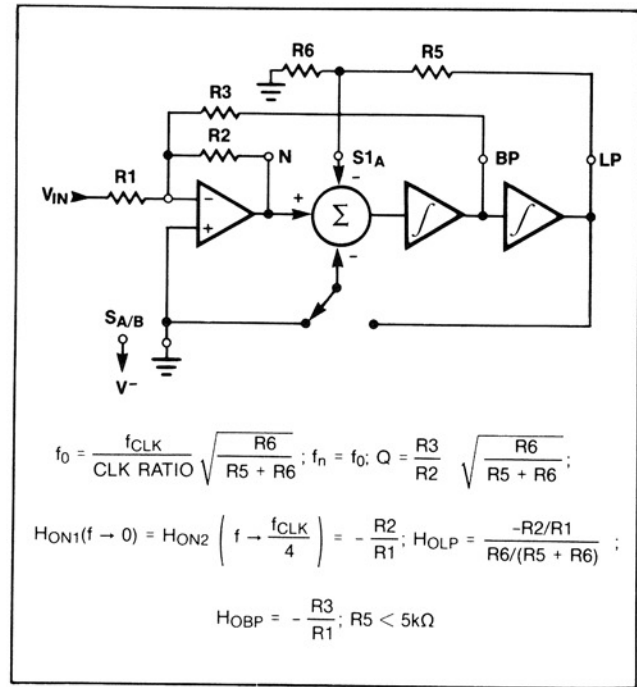 R6 R5
R3
R2 N S1A BP LP
VIN R1
− + + − Σ − ∫ ∫
SA/B
V−
f0 = fCLK / CLK RATIO √(R6 / R5 + R6) ; fn = f0; Q = R3 / R2 √(R6 / R5 + R6) ;
HON1(f → 0) = HON2 (f → fCLK / 4) = − R2 / R1 ; HOLP = −R2/R1 / R6/(R5 + R6) ;
HOBP = − R3 / R1 ; R5 < 5kΩ